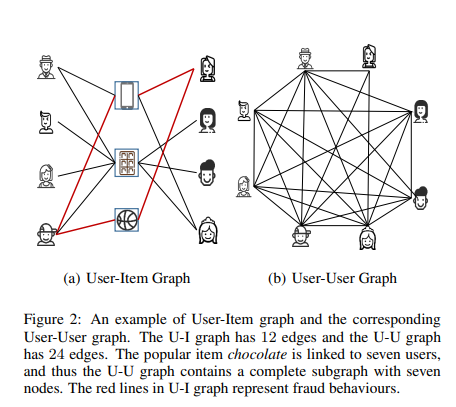 (a) User-Item Graph
(b) User-User Graph
Figure 2: An example of User-Item graph and the corresponding
User-User graph. The U-I graph has 12 edges and the U-U graph
has 24 edges. The popular item chocolate is linked to seven users,
and thus the U-U graph contains a complete subgraph with seven
nodes. The red lines in U-I graph represent fraud behaviours.